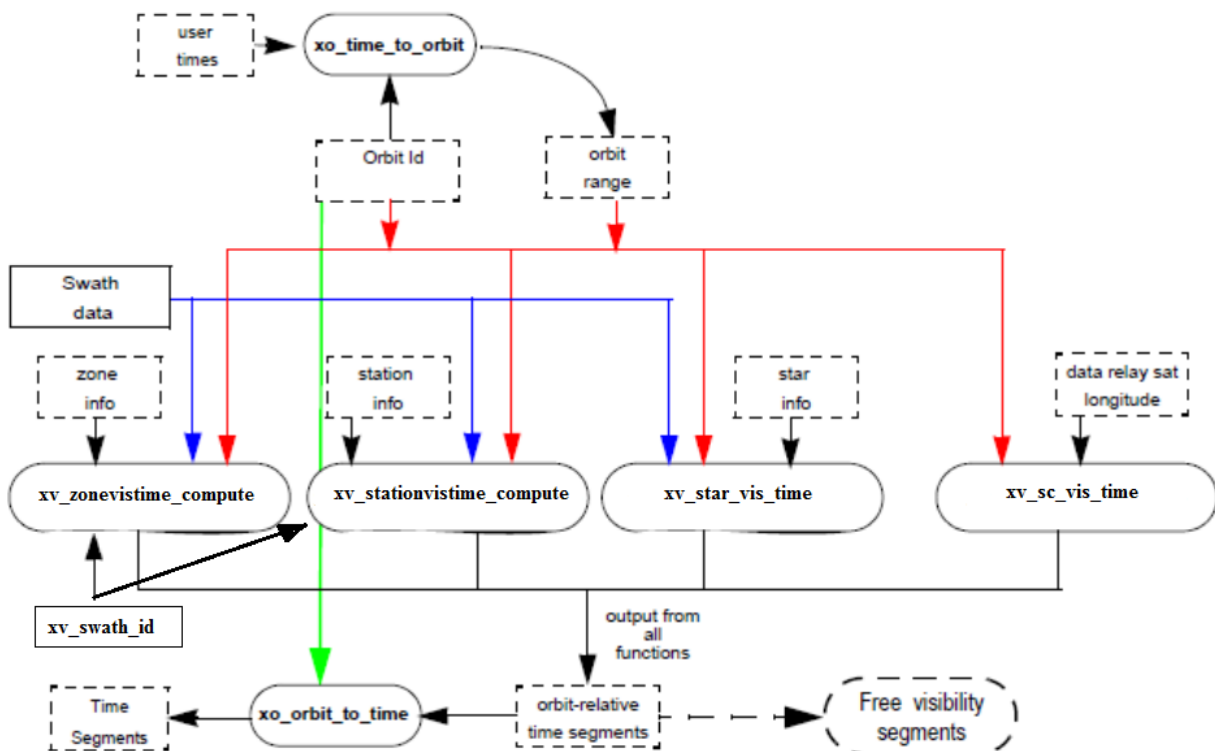 user
times
xo_time_to_orbit
Orbit Id
orbit
range
Swath
data
zone
info
station
info
star
info
data relay sat
longitude
xv_zonevistime_compute
xv_stationvistime_compute
xv_star_vis_time
xv_sc_vis_time
xv_swath_id
output from
all
functions
Time
Segments
xo_orbit_to_time
orbit-relative
time segments
Free visibility
segments